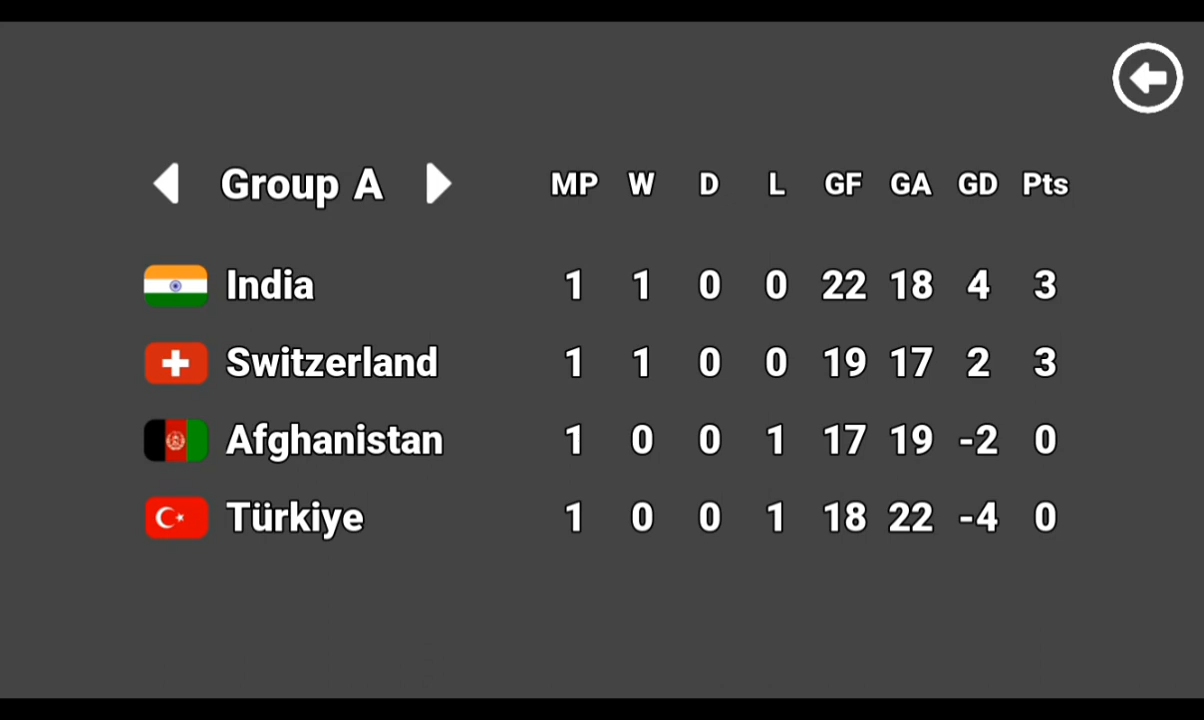 Group A MP W D L GF GA GD Pts
India 1 1 0 0 22 18 4 3
Switzerland 1 1 0 0 19 17 2 3
Afghanistan 1 0 0 1 17 19 -2 0
Türkiye 1 0 0 1 18 22 -4 0